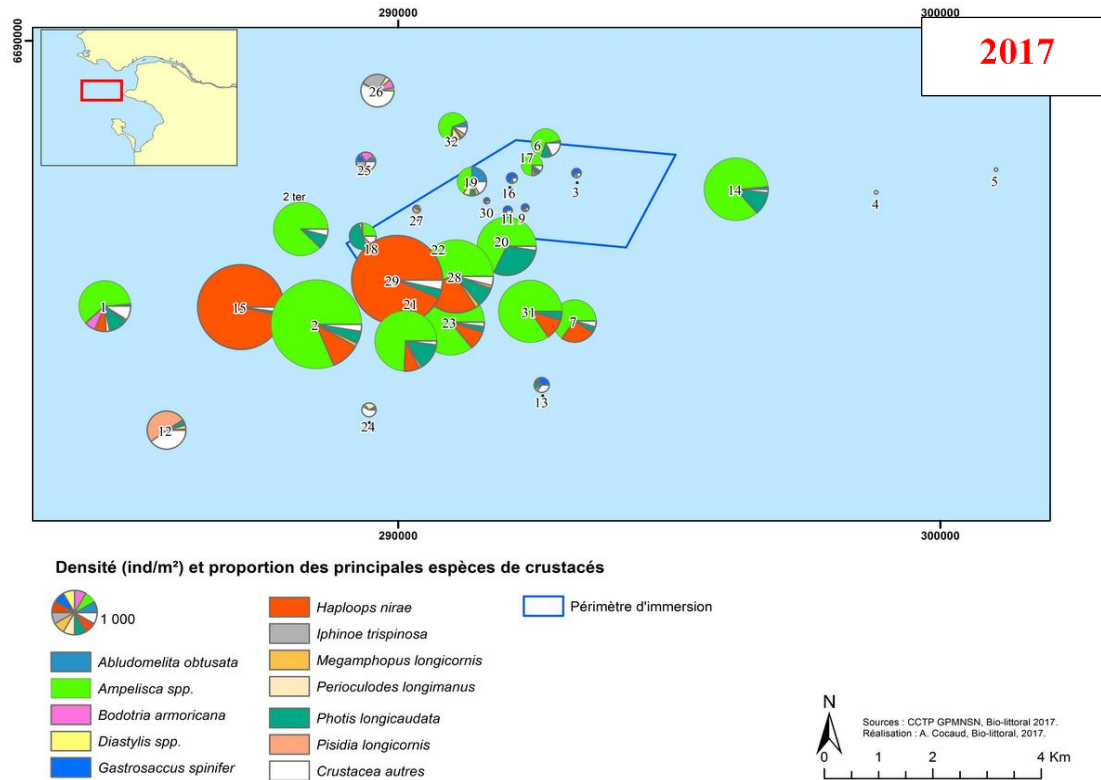 290000
300000
6690000
2017
26
32
6
17
25
19
16
3
14
4
5
2 ter
27
30
11
9
18
22
20
29
28
1
15
2
21
23
31
7
13
24
12
290000
300000
Densité (ind/m²) et proportion des principales espèces de crustacés
1 000
Abludomelita obtusata
Ampelisca spp.
Bodotria armoricana
Diastylis spp.
Gastrosaccus spinifer
Haploops nirae
Iphinoe trispinosa
Megamphopus longicornis
Perioculodes longimanus
Photis longicaudata
Pisidia longicornis
Crustacea autres
Périmètre d'immersion
N
Sources : CCTP GPMNSN, Bio-littoral 2017.
Réalisation : A. Cocaud, Bio-littoral, 2017.
0 1 2 4 Km